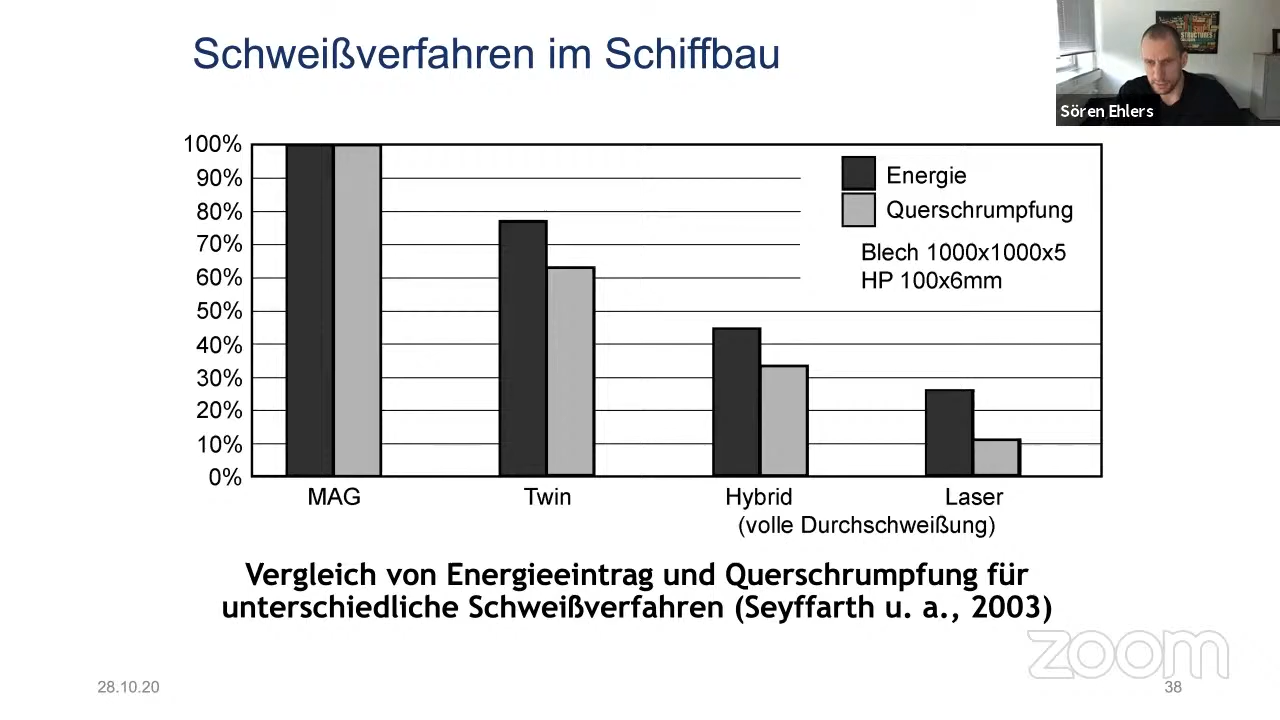 Schweißverfahren im Schiffbau
STRUCTURES
Sören Ehlers
100%
90%
80%
70%
60%
50%
40%
30%
20%
10%
0%
Energie
Querschrumpfung
Blech 1000x1000x5
HP 100x6mm
MAG
Twin
Hybrid
Laser
(volle Durchschweißung)
Vergleich von Energieeintrag und Querschrumpfung für
unterschiedliche Schweißverfahren (Seyffarth u. a., 2003)
zoom
28.10.20
38